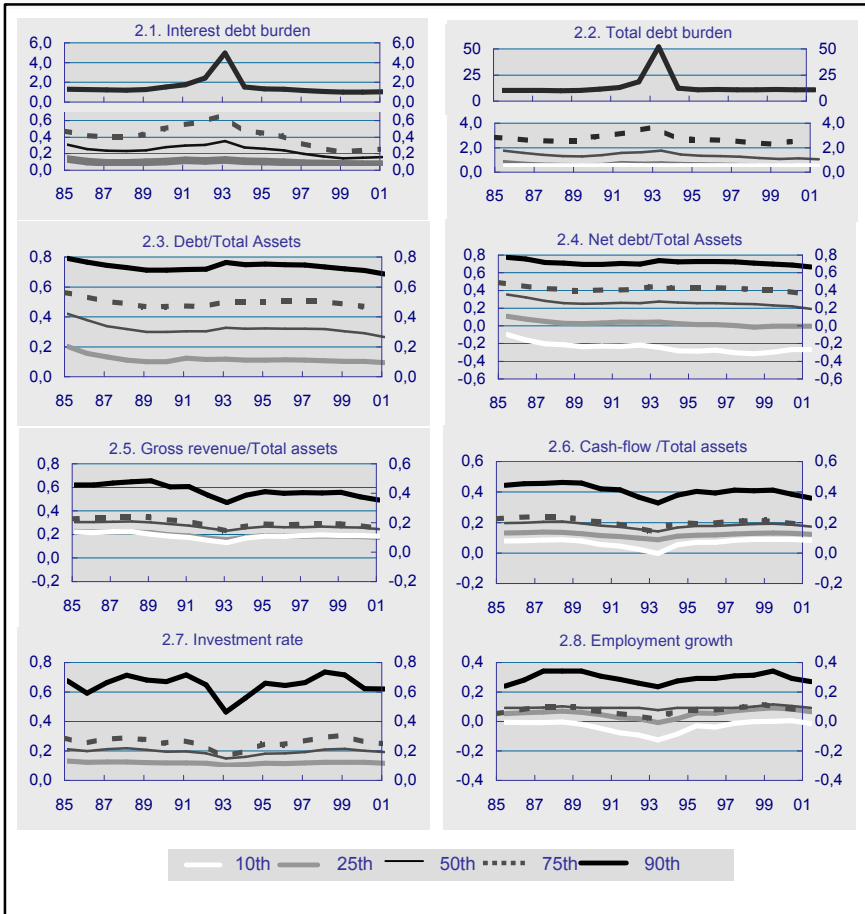 2.1. Interest debt burden
6,0 6,0
4,0 4,0
2,0 2,0
0,0 0,0
0,6 0,6
0,4 0,4
0,2 0,2
0,0 0,0
85 87 89 91 93 95 97 99 01
2.2. Total debt burden
50 50
25 25
0 0
4,0 4,0
2,0 2,0
0,0 0,0
85 87 89 91 93 95 97 99 01
2.3. Debt/Total Assets
0,8 0,8
0,6 0,6
0,4 0,4
0,2 0,2
0,0 0,0
85 87 89 91 93 95 97 99 01
2.4. Net debt/Total Assets
0,8 0,8
0,6 0,6
0,4 0,4
0,2 0,2
0,0 0,0
-0,2 -0,2
-0,4 -0,4
-0,6 -0,6
85 87 89 91 93 95 97 99 01
2.5. Gross revenue/Total assets
0,8 0,6
0,6 0,4
0,4 0,2
0,2 0,0
0,0 -0,2
-0,2
85 87 89 91 93 95 97 99 01
2.6. Cash-flow /Total assets
0,6 0,6
0,4 0,4
0,2 0,2
0,0 0,0
-0,2 -0,2
85 87 89 91 93 95 97 99 01
2.7. Investment rate
0,8 0,8
0,6 0,6
0,4 0,4
0,2 0,2
0,0 0,0
85 87 89 91 93 95 97 99 01
2.8. Employment growth
0,4 0,4
0,2 0,2
0,0 0,0
-0,2 -0,2
-0,4 -0,4
85 87 89 91 93 95 97 99 01
10th 25th 50th 75th 90th